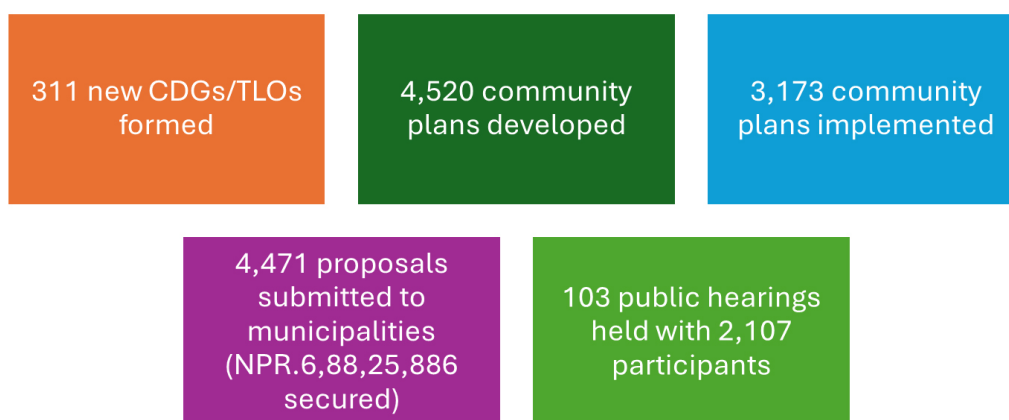 311 new CDGs/TLOs
formed
4,520 community
plans developed
3,173 community
plans implemented
4,471 proposals
submitted to
municipalities
(NPR.6,88,25,886
secured)
103 public hearings
held with 2,107
participants